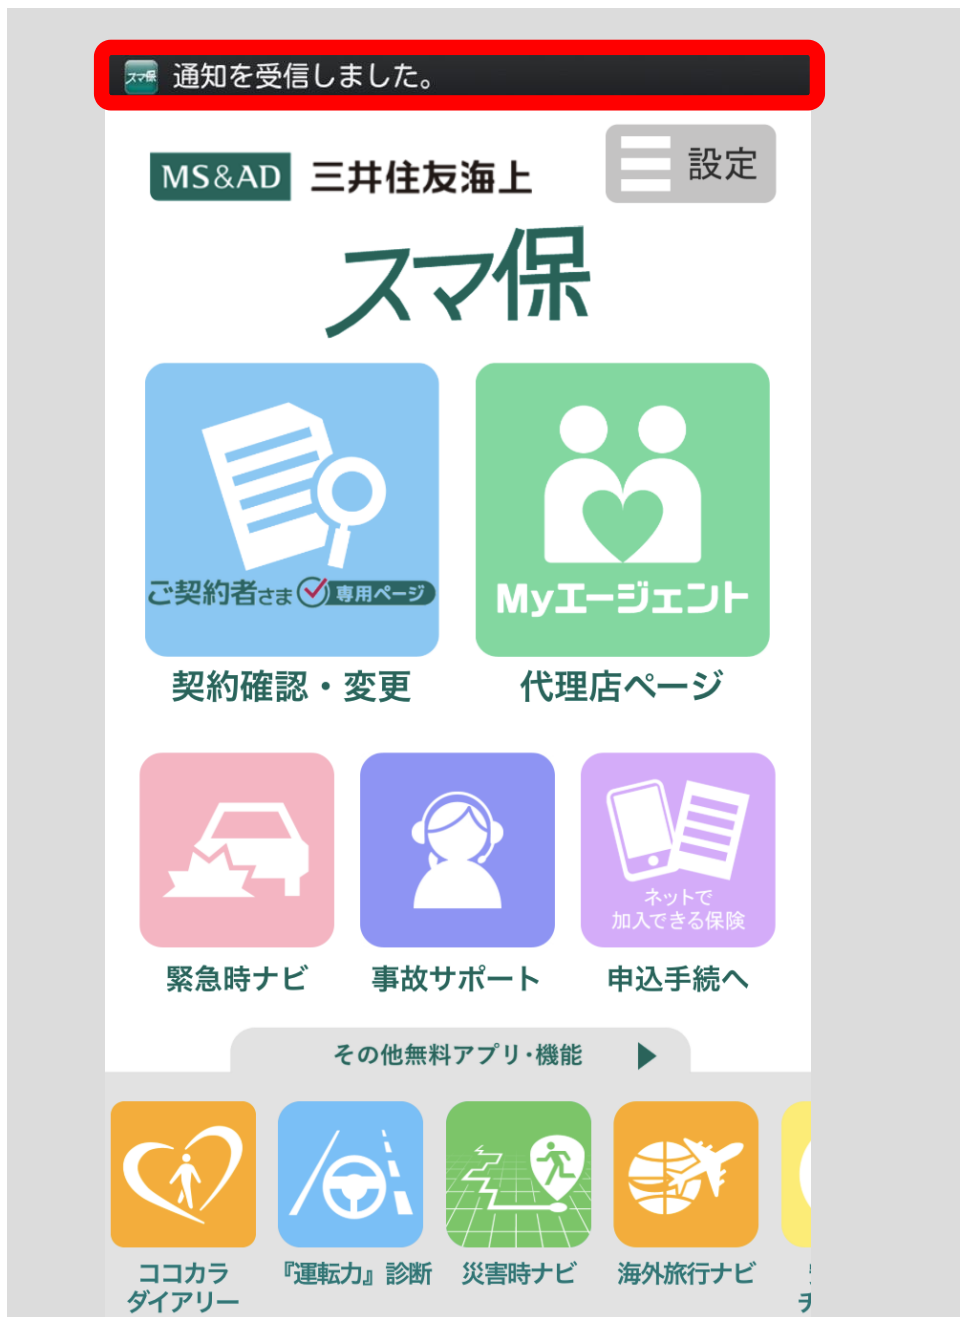 スマ保 通知を受信しました。
MS&AD 三井住友海上
設定
スマ保
ご契約者さま 専用ページ
Myエージェント
契約確認・変更
代理店ページ
ネットで
加入できる保険
緊急時ナビ
事故サポート
申込手続へ
その他無料アプリ・機能
ココカラ
ダイアリー
『運転力』診断
災害時ナビ
海外旅行ナビ